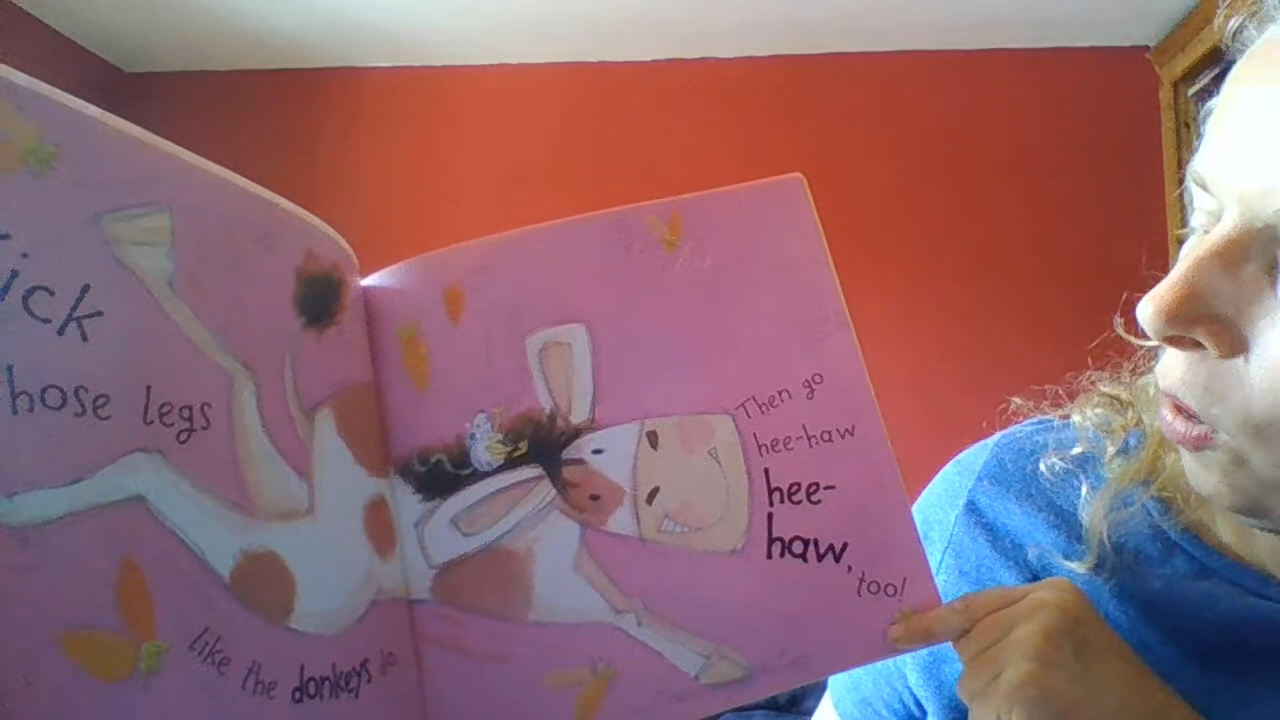 ick
hose legs
like the donkeys do
Then go
hee-haw
hee-
haw,
too!